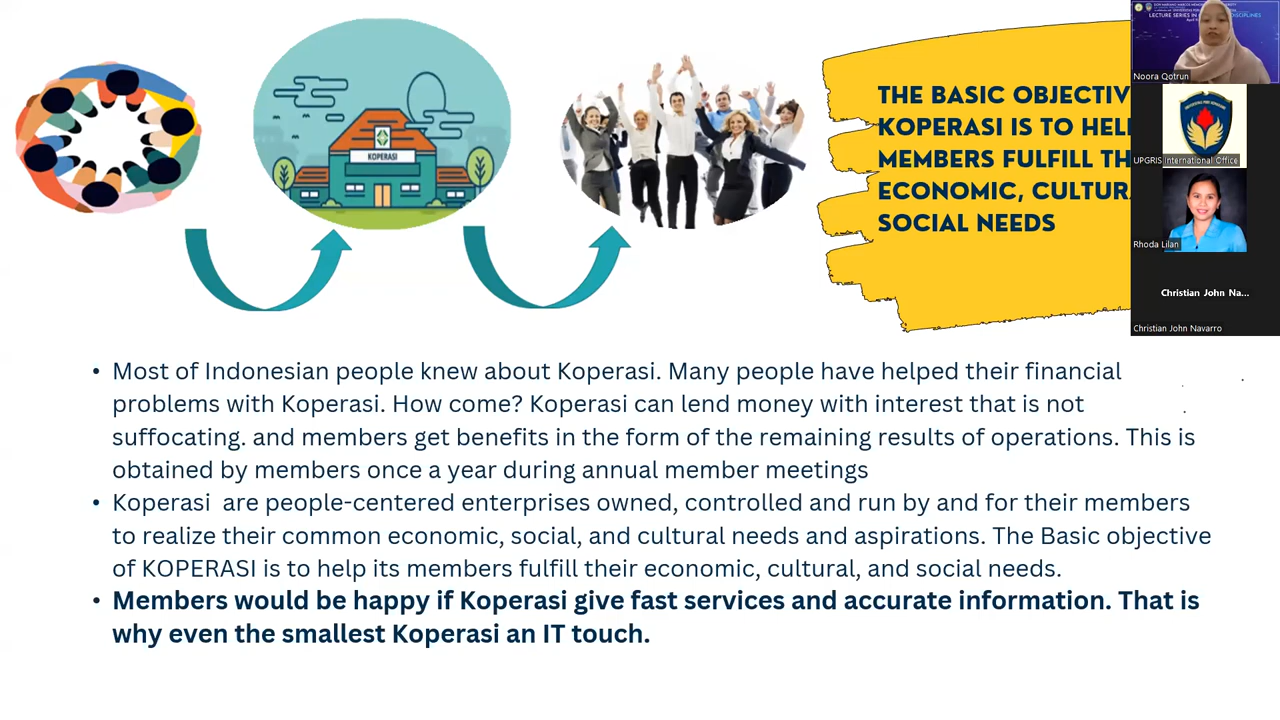 KOPERASI
THE BASIC OBJECTIV
KOPERASI IS TO HEL
MEMBERS FULFILL TH
ECONOMIC, CULTUR
SOCIAL NEEDS
LECTURE SERIES IN
Noora Qotrun
UPGRIS International Office
Rhoda Lilan
Christian John Na...
Christian John Navarro
• Most of Indonesian people knew about Koperasi. Many people have helped their financial
problems with Koperasi. How come? Koperasi can lend money with interest that is not
suffocating. and members get benefits in the form of the remaining results of operations. This is
obtained by members once a year during annual member meetings
• Koperasi are people-centered enterprises owned, controlled and run by and for their members
to realize their common economic, social, and cultural needs and aspirations. The Basic objective
of KOPERASI is to help its members fulfill their economic, cultural, and social needs.
• Members would be happy if Koperasi give fast services and accurate information. That is
why even the smallest Koperasi an IT touch.